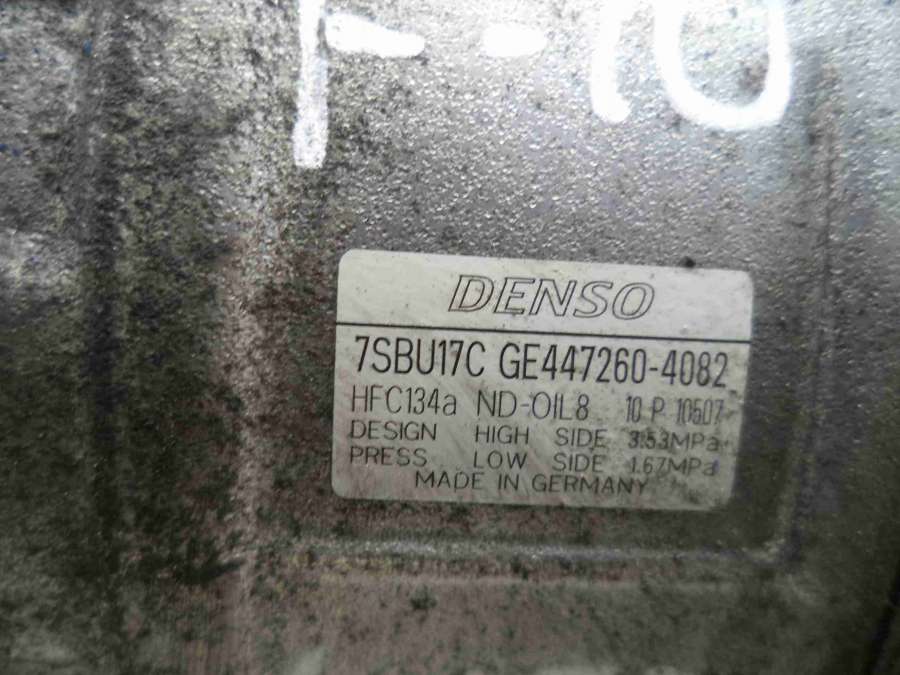 F-10
DENSO
7SBU17C GE447260-4082
HFC134a ND-OIL8 10 P 10507
DESIGN HIGH SIDE 3.53MPa
PRESS LOW SIDE 1.67MPa
MADE IN GERMANY